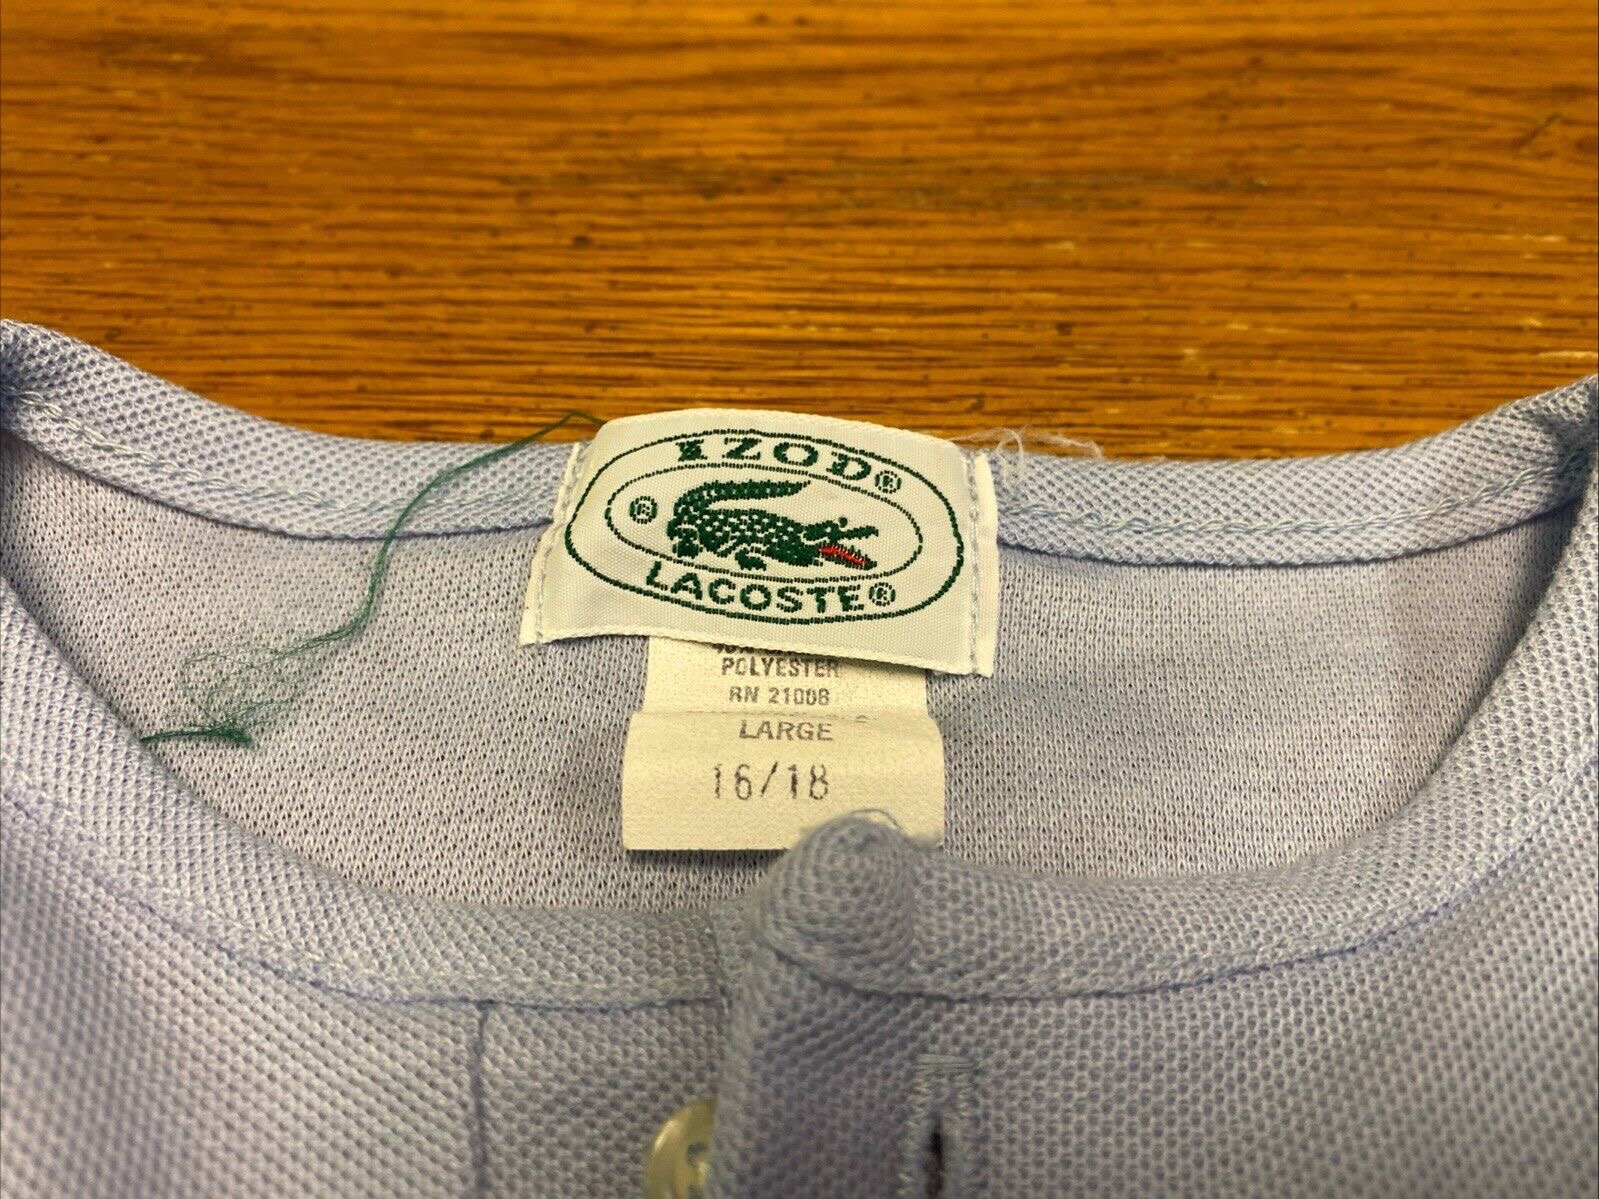 IZOD®
®
LACOSTE®
POLYESTER
RN 21008
LARGE
16/18